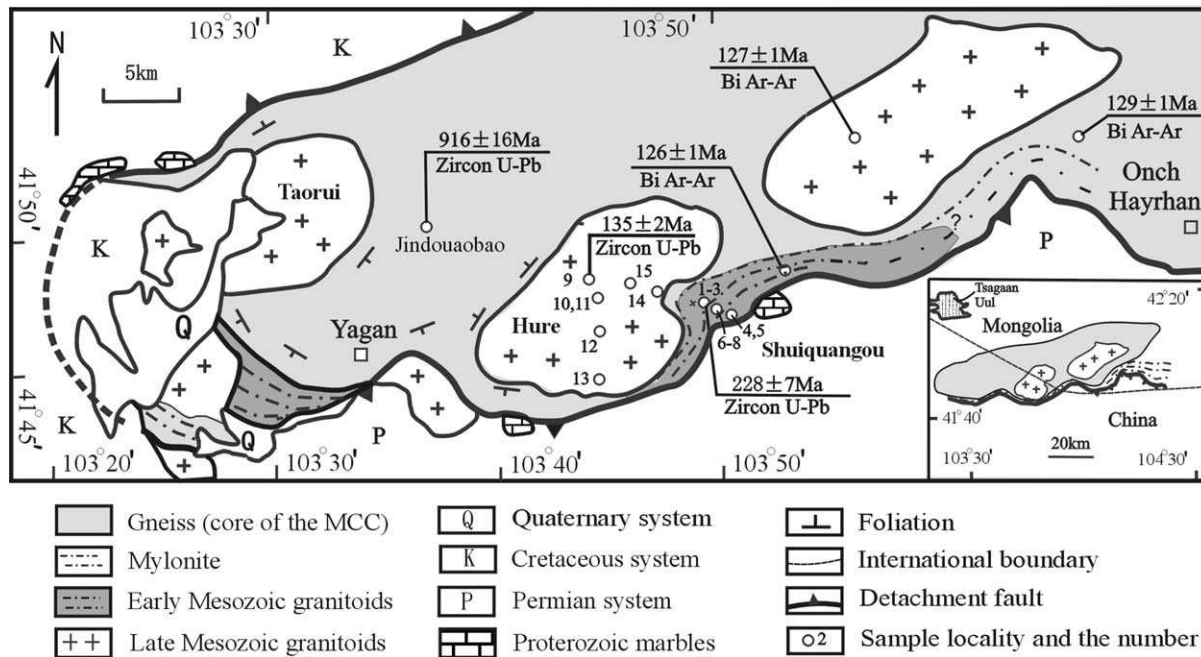 103°30′
103°50′
N
K
5km
127±1Ma
Bi Ar-Ar
129±1Ma
Bi Ar-Ar
916±16Ma
Zircon U-Pb
126±1Ma
Bi Ar-Ar
Onch
Hayrhan
41°50′
Taorui
Jindouaobao
135±2Ma
Zircon U-Pb
?
P
K
9
15
10,11
14
1-3.
Hure
12
4,5
6-8
Q
Yagan
13
Shuiquangou
228±7Ma
Zircon U-Pb
Tsagaan
Uul
42°20′
Mongolia
41°40′
China
20km
103°30′
104°30′
41°45′
K
Q
P
103°20′
103°30′
103°40′
103°50′
Gneiss (core of the MCC)
Mylonite
Early Mesozoic granitoids
Late Mesozoic granitoids
Q Quaternary system
K Cretaceous system
P Permian system
Proterozoic marbles
Foliation
International boundary
Detachment fault
2 Sample locality and the number